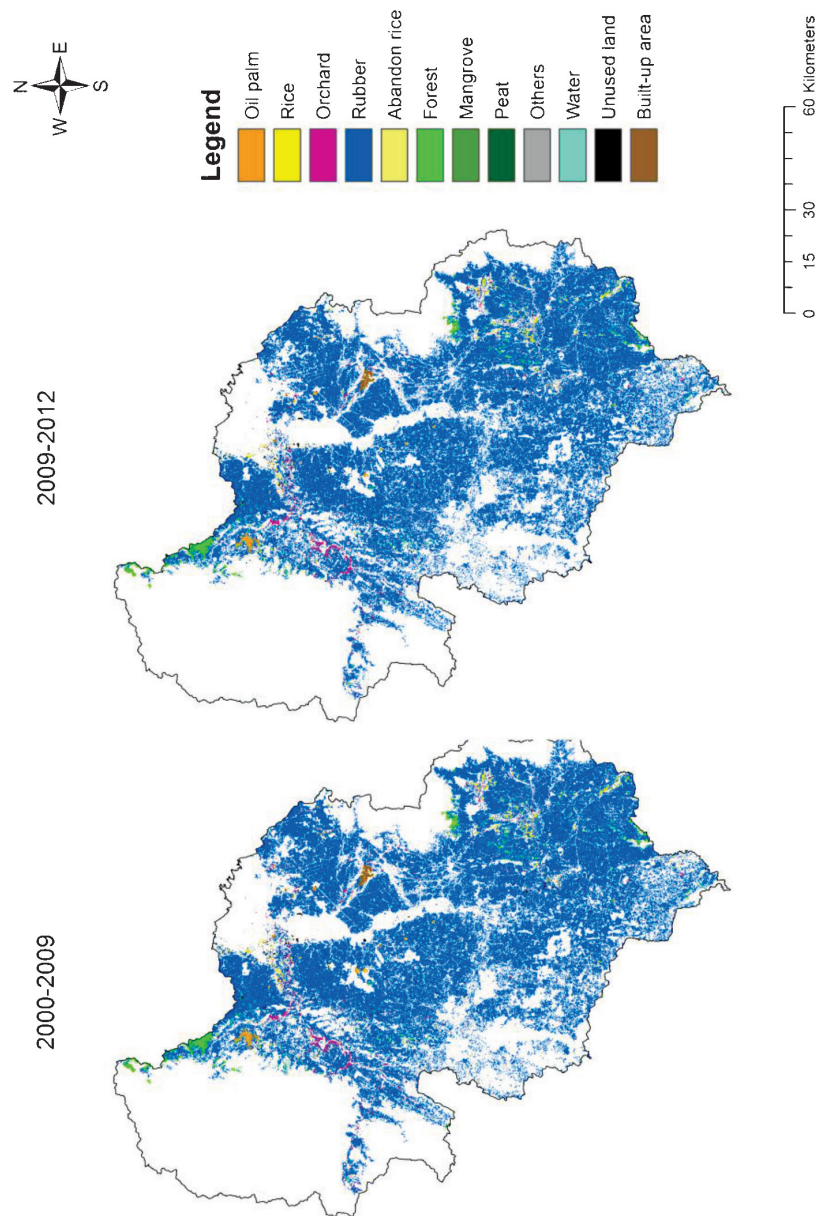 2000-2009
2009-2012
N
W
E
S
Legend
Oil palm
Rice
Orchard
Rubber
Abandon rice
Forest
Mangrove
Peat
Others
Water
Unused land
Built-up area
0 15 30 60 Kilometers